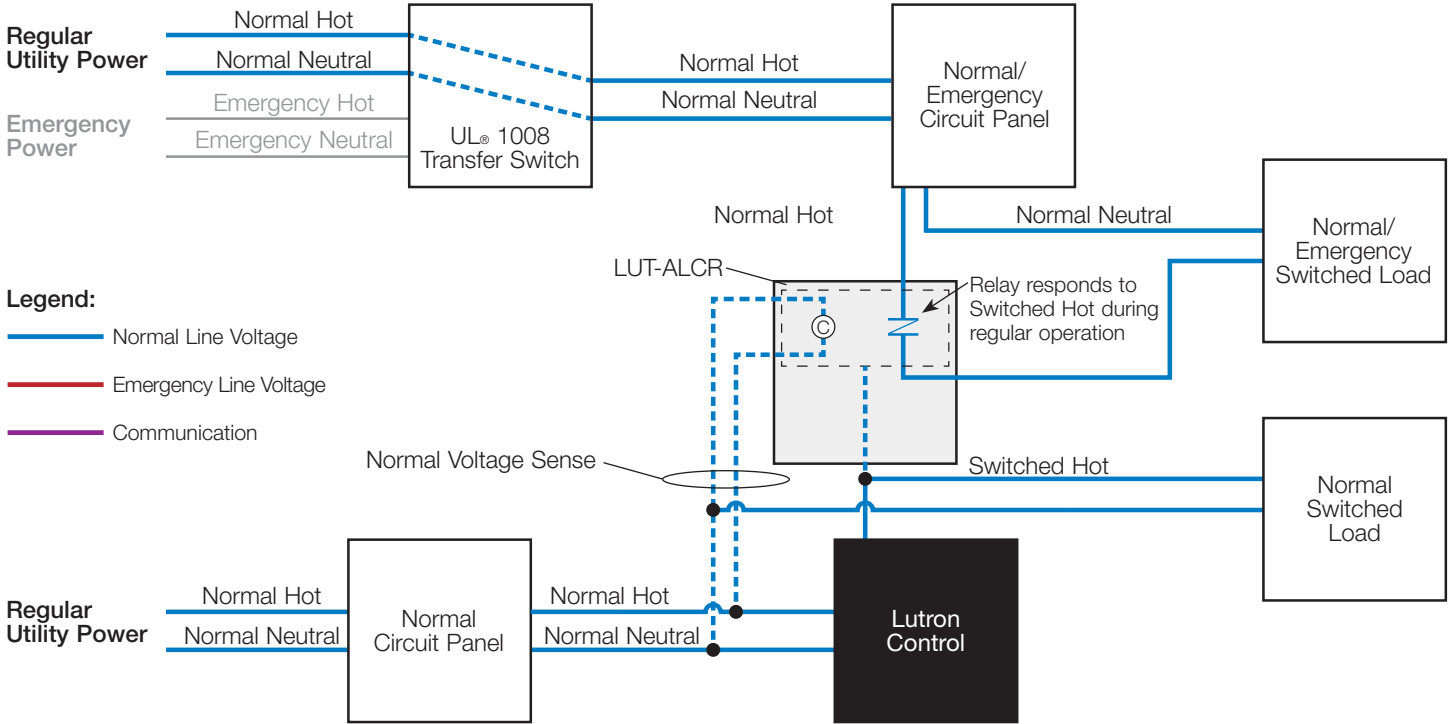 Regular
Utility Power
Normal Hot
Normal Neutral
Emergency
Power
Emergency Hot
Emergency Neutral
UL® 1008
Transfer Switch
Normal Hot
Normal Neutral
Normal/
Emergency
Circuit Panel
Normal Hot
Normal Neutral
Normal/
Emergency
Switched Load
LUT-ALCR
Relay responds to
Switched Hot during
regular operation
C
Legend:
Normal Line Voltage
Emergency Line Voltage
Communication
Normal Voltage Sense
Switched Hot
Normal
Switched
Load
Regular
Utility Power
Normal Hot
Normal Neutral
Normal
Circuit Panel
Normal Hot
Normal Neutral
Lutron
Control